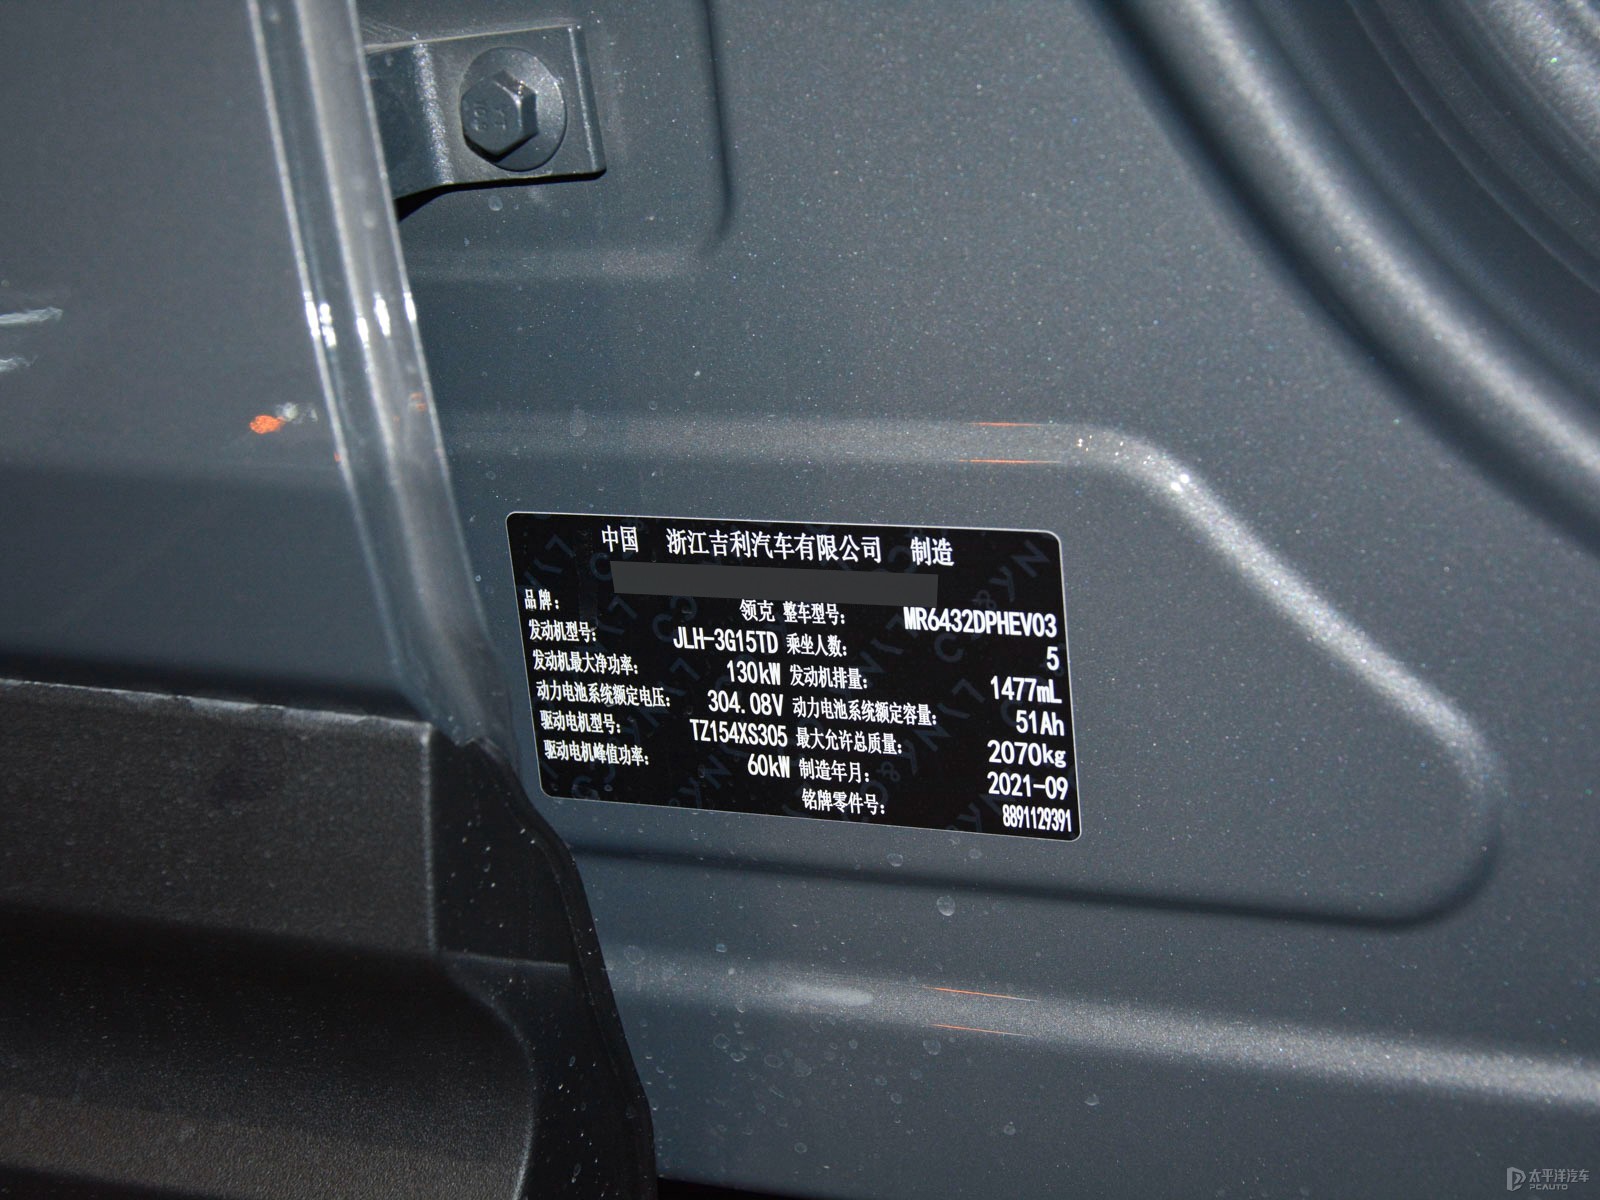 中国 浙江吉利汽车有限公司 制造
品牌: 领克 整车型号: MR6432DPHEV03
发动机型号: JLH-3G15TD 乘坐人数: 5
发动机最大净功率: 130kW 发动机排量: 1477mL
动力电池系统额定电压: 304.08V 动力电池系统额定容量: 51Ah
驱动电机型号: TZ154XS305 最大允许总质量: 2070kg
驱动电机峰值功率: 60kW 制造年月: 2021-09
铭牌零件号: 8891129391
太平洋汽车
PCAUTO